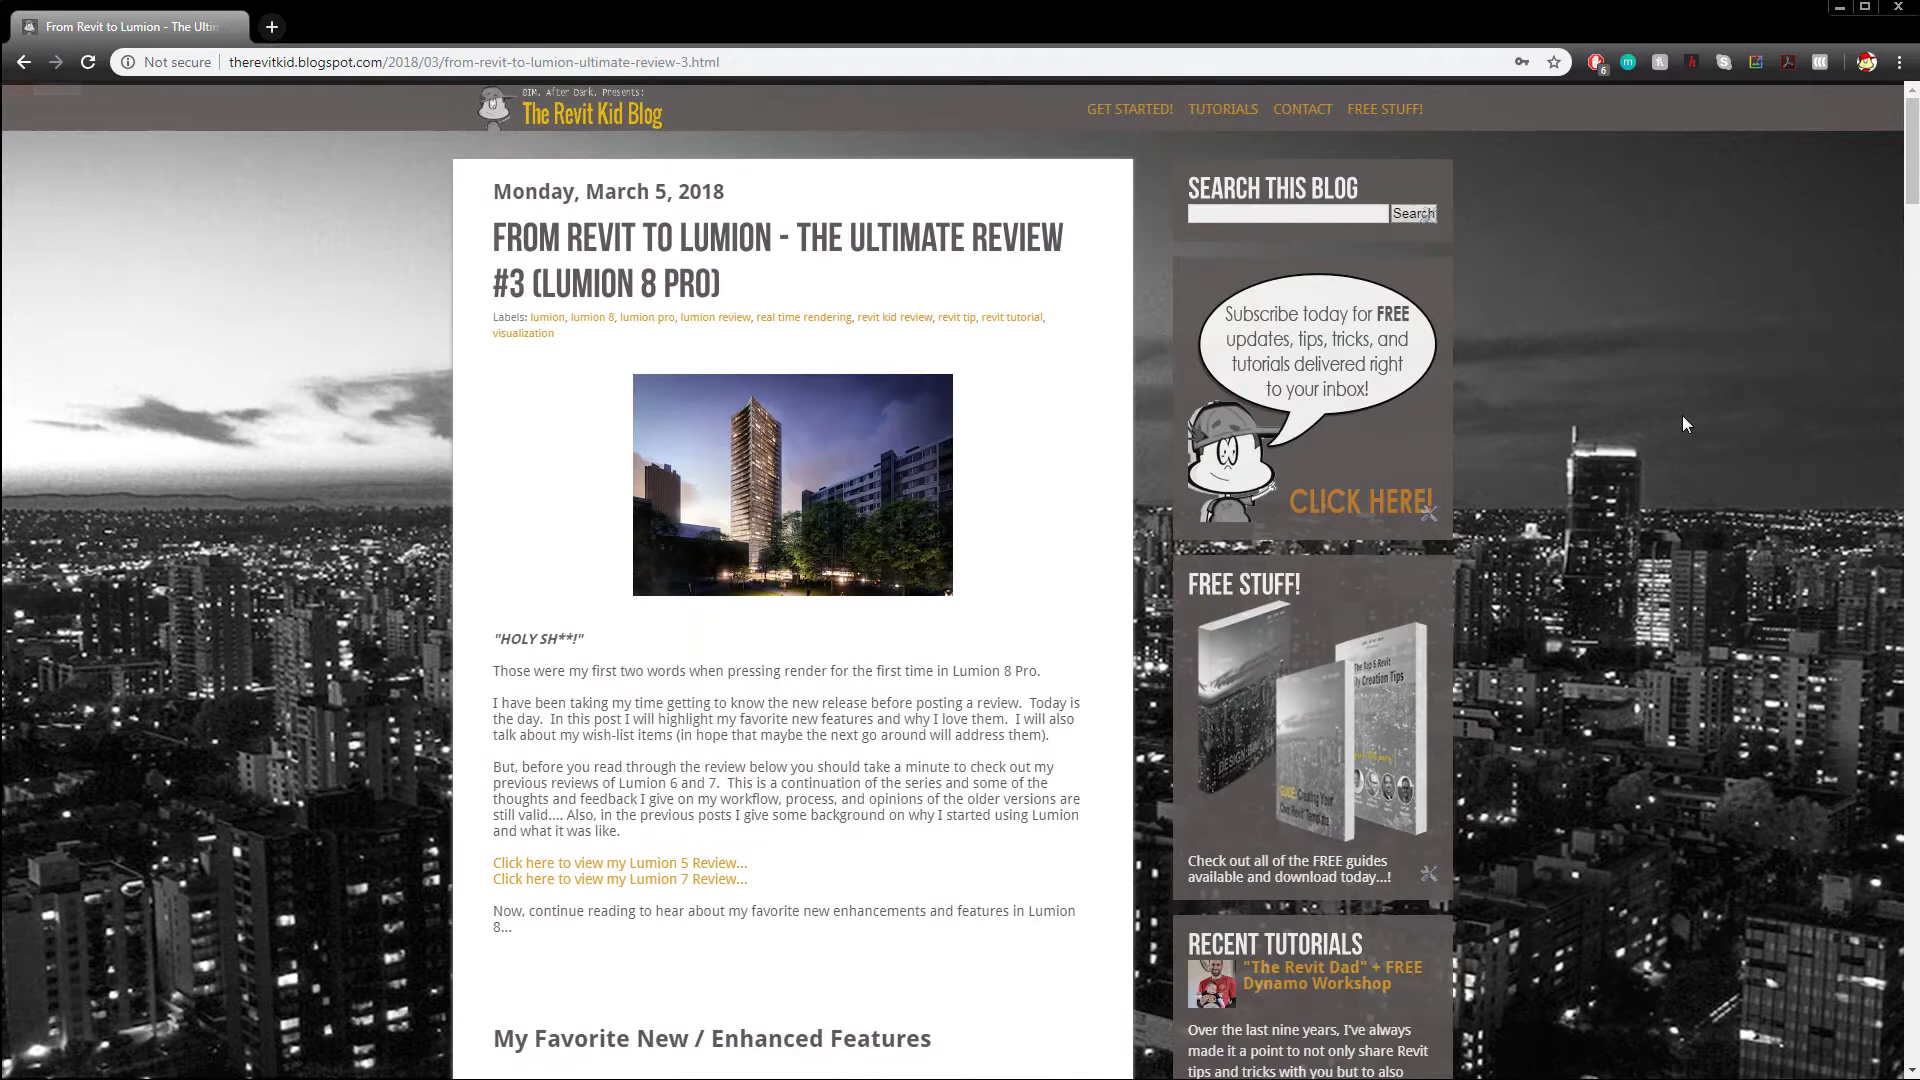 From Revit to Lumion - The Ultim
Not secure
therevitkid.blogspot.com/2018/03/from-revit-to-lumion-ultimate-review-3.html
6
BIM. After Dark. Presents:
The Revit Kid Blog
GET STARTED! TUTORIALS CONTACT FREE STUFF!
Monday, March 5, 2018
FROM REVIT TO LUMION - THE ULTIMATE REVIEW
#3 (LUMION 8 PRO)
Labels: lumion, lumion 8, lumion pro, lumion review, real time rendering, revit kid review, revit tip, revit tutorial,
visualization
"HOLY SH**!"
Those were my first two words when pressing render for the first time in Lumion 8 Pro.
I have been taking my time getting to know the new release before posting a review.  Today is
the day.  In this post I will highlight my favorite new features and why I love them.  I will also
talk about my wish-list items (in hope that maybe the next go around will address them).
But, before you read through the review below you should take a minute to check out my
previous reviews of Lumion 6 and 7.  This is a continuation of the series and some of the
thoughts and feedback I give on my workflow, process, and opinions of the older versions are
still valid.... Also, in the previous posts I give some background on why I started using Lumion
and what it was like.
Click here to view my Lumion 5 Review...
Click here to view my Lumion 7 Review...
Now, continue reading to hear about my favorite new enhancements and features in Lumion
8...
My Favorite New / Enhanced Features
SEARCH THIS BLOG
Search
Subscribe today for FREE
updates, tips, tricks, and
tutorials delivered right
to your inbox!
CLICK HERE!
FREE STUFF!
The Top 5 Revit
ily Creation Tips
DESIGN
GUIDE: Creating Your
Own Revit Template
Check out all of the FREE guides
available and download today...!
RECENT TUTORIALS
"The Revit Dad" + FREE
Dynamo Workshop
Over the last nine years, I've always
made it a point to not only share Revit
tips and tricks with you but to also